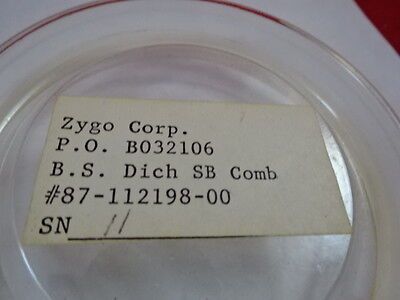 Zygo Corp.
P.O. B032106
B.S. Dich SB Comb
#87-112198-00
SN 11